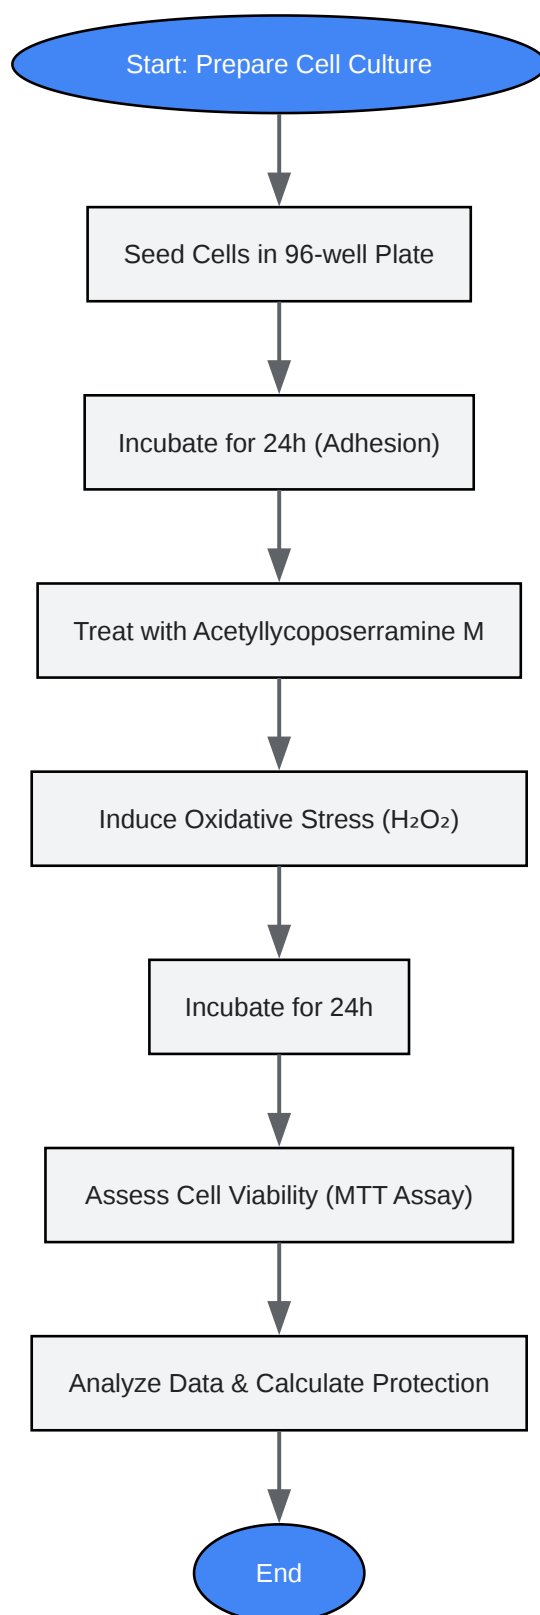 Start: Prepare Cell Culture
Seed Cells in 96-well Plate
Incubate for 24h (Adhesion)
Treat with Acetyllycoposerramine M
Induce Oxidative Stress (H₂O₂)
Incubate for 24h
Assess Cell Viability (MTT Assay)
Analyze Data & Calculate Protection
End